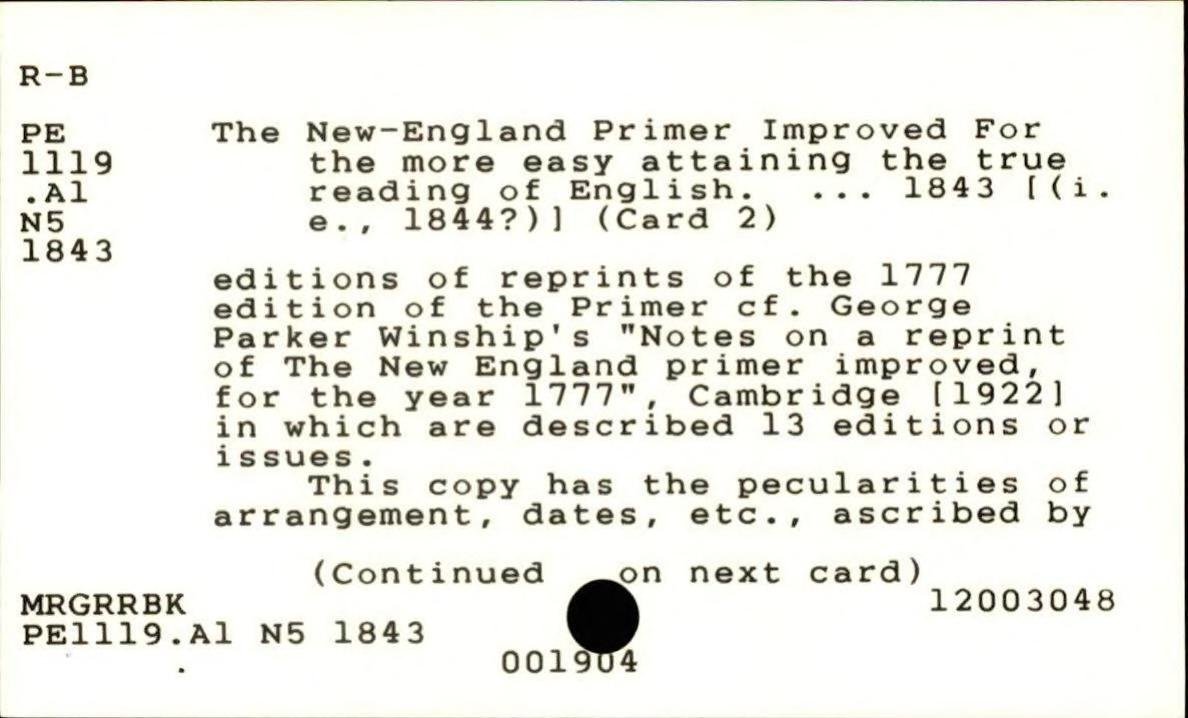 R-B
PE The New-England Primer Improved For
1119 the more easy attaining the true
.A1 reading of English. ... 1843 [(i.
N5 e., 1844?)] (Card 2)
1843
editions of reprints of the 1777
edition of the Primer cf. George
Parker Winship's "Notes on a reprint
of The New England primer improved,
for the year 1777", Cambridge [1922]
in which are described 13 editions or
issues.
This copy has the pecularities of
arrangement, dates, etc., ascribed by
(Continued on next card)
MRGRRBK 12003048
PE1119.A1 N5 1843
001904